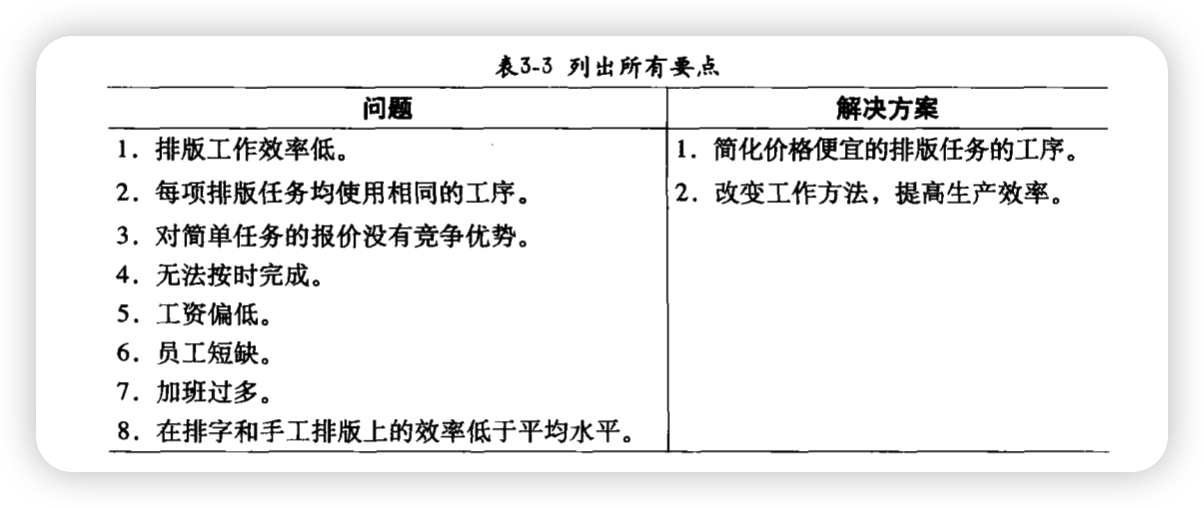 表3-3 列出所有要点
问题 解决方案
1. 排版工作效率低。 1. 简化价格便宜的排版任务的工序。
2. 每项排版任务均使用相同的工序。 2. 改变工作方法，提高生产效率。
3. 对简单任务的报价没有竞争优势。
4. 无法按时完成。
5. 工资偏低。
6. 员工短缺。
7. 加班过多。
8. 在排字和手工排版上的效率低于平均水平。